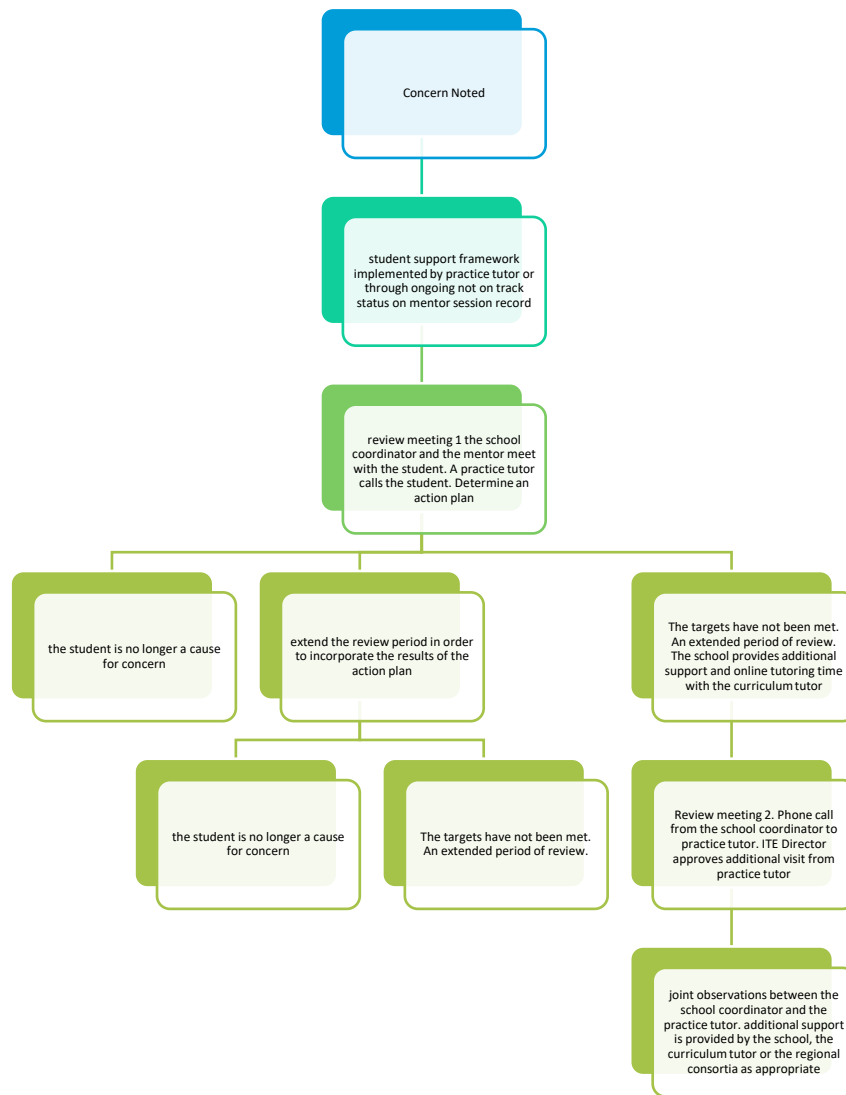 Concern Noted
student support framework
implemented by practice tutor or
through ongoing not on track
status on mentor session record
review meeting 1 the school
coordinator and the mentor meet
with the student. A practice tutor
calls the student. Determine an
action plan
the student is no longer a cause
for concern
extend the review period in order
to incorporate the results of the
action plan
The targets have not been met.
An extended period of review.
The school provides additional
support and online tutoring time
with the curriculum tutor
the student is no longer a cause
for concern
The targets have not been met.
An extended period of review.
Review meeting 2. Phone call
from the school coordinator to
practice tutor. ITE Director
approves additional visit from
practice tutor
joint observations between the
school coordinator and the
practice tutor. additional support
is provided by the school, the
curriculum tutor or the regional
consortia as appropriate